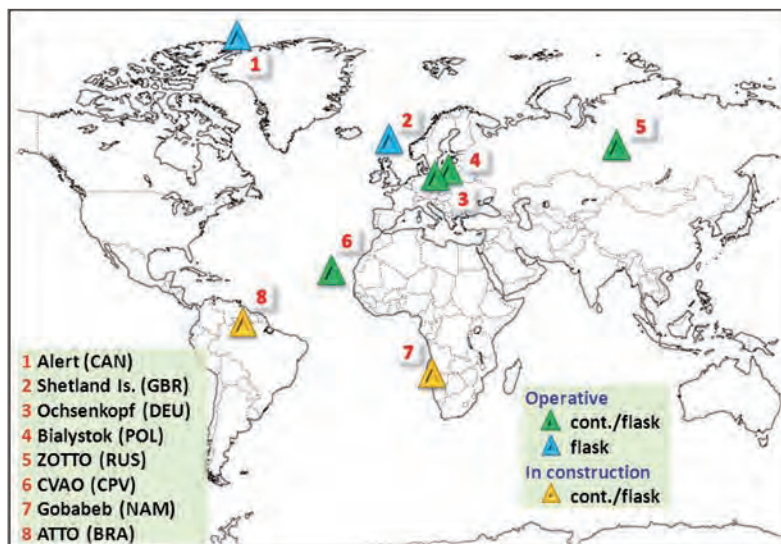 1
2
5
4
3
6
8
7
1 Alert (CAN)
2 Shetland Is. (GBR)
3 Ochsenkopf (DEU)
4 Bialystok (POL)
5 ZOTTO (RUS)
6 CVAO (CPV)
7 Gobabeb (NAM)
8 ATTO (BRA)
Operative
cont./flask
flask
In construction
cont./flask